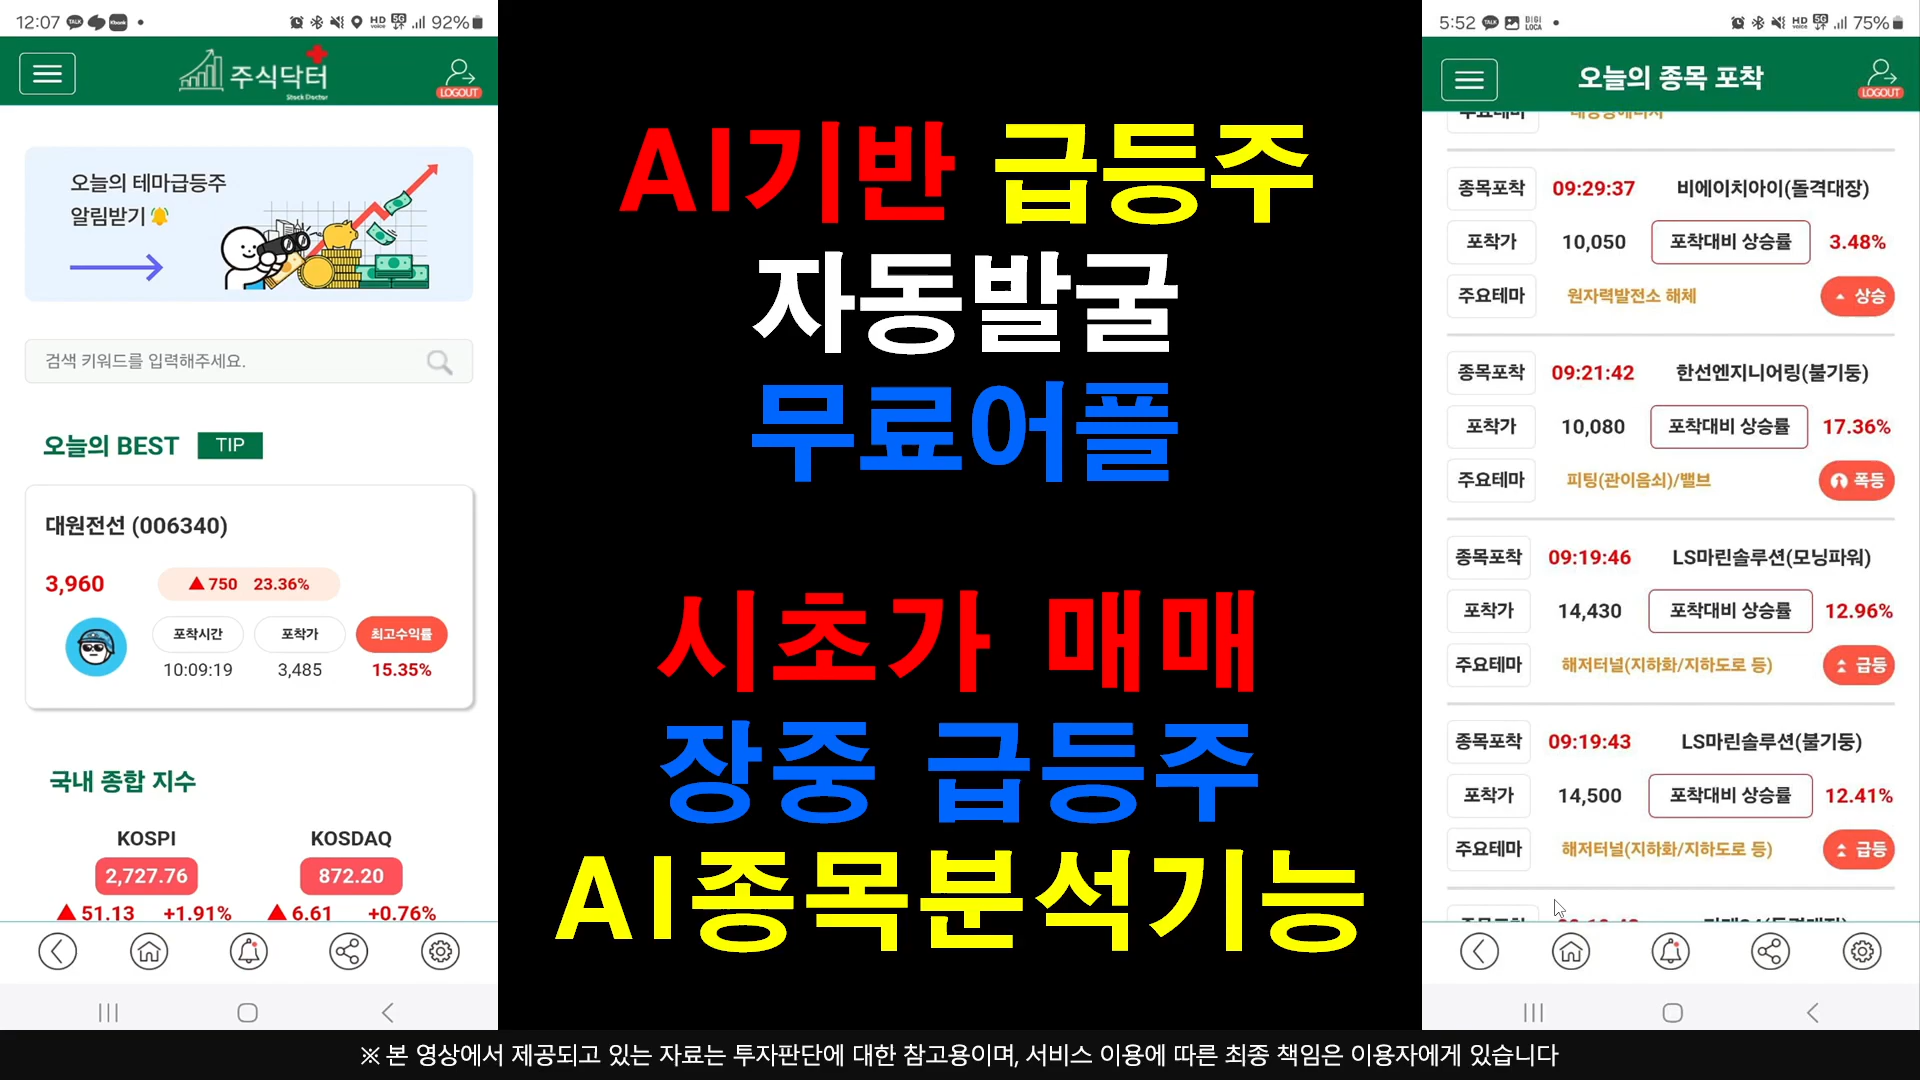 12:07
92%
주식닥터
Stock Doctor
LOGOUT
오늘의 테마급등주
알림받기
검색 키워드를 입력해주세요.
오늘의 BEST TIP
대원전선 (006340)
3,960 ▲750 23.36%
포착시간 포착가 최고수익률
10:09:19 3,485 15.35%
국내 종합 지수
KOSPI KOSDAQ
2,727.76 872.20
▲51.13 +1.91% ▲6.61 +0.76%
AI기반 급등주
자동발굴
무료어플
시초가 매매
장중 급등주
AI종목분석기능
5:52
75%
오늘의 종목 포착
LOGOUT
종목포착 09:29:37 비에이치아이(돌격대장)
포착가 10,050 포착대비 상승률 3.48%
주요테마 원자력발전소 해체 상승
종목포착 09:21:42 한선엔지니어링(불기둥)
포착가 10,080 포착대비 상승률 17.36%
주요테마 피팅(관이음쇠)/밸브 폭등
종목포착 09:19:46 LS마린솔루션(모닝파워)
포착가 14,430 포착대비 상승률 12.96%
주요테마 해저터널(지하화/지하도로 등) 급등
종목포착 09:19:43 LS마린솔루션(불기둥)
포착가 14,500 포착대비 상승률 12.41%
주요테마 해저터널(지하화/지하도로 등) 급등
※ 본 영상에서 제공되고 있는 자료는 투자판단에 대한 참고용이며, 서비스 이용에 따른 최종 책임은 이용자에게 있습니다